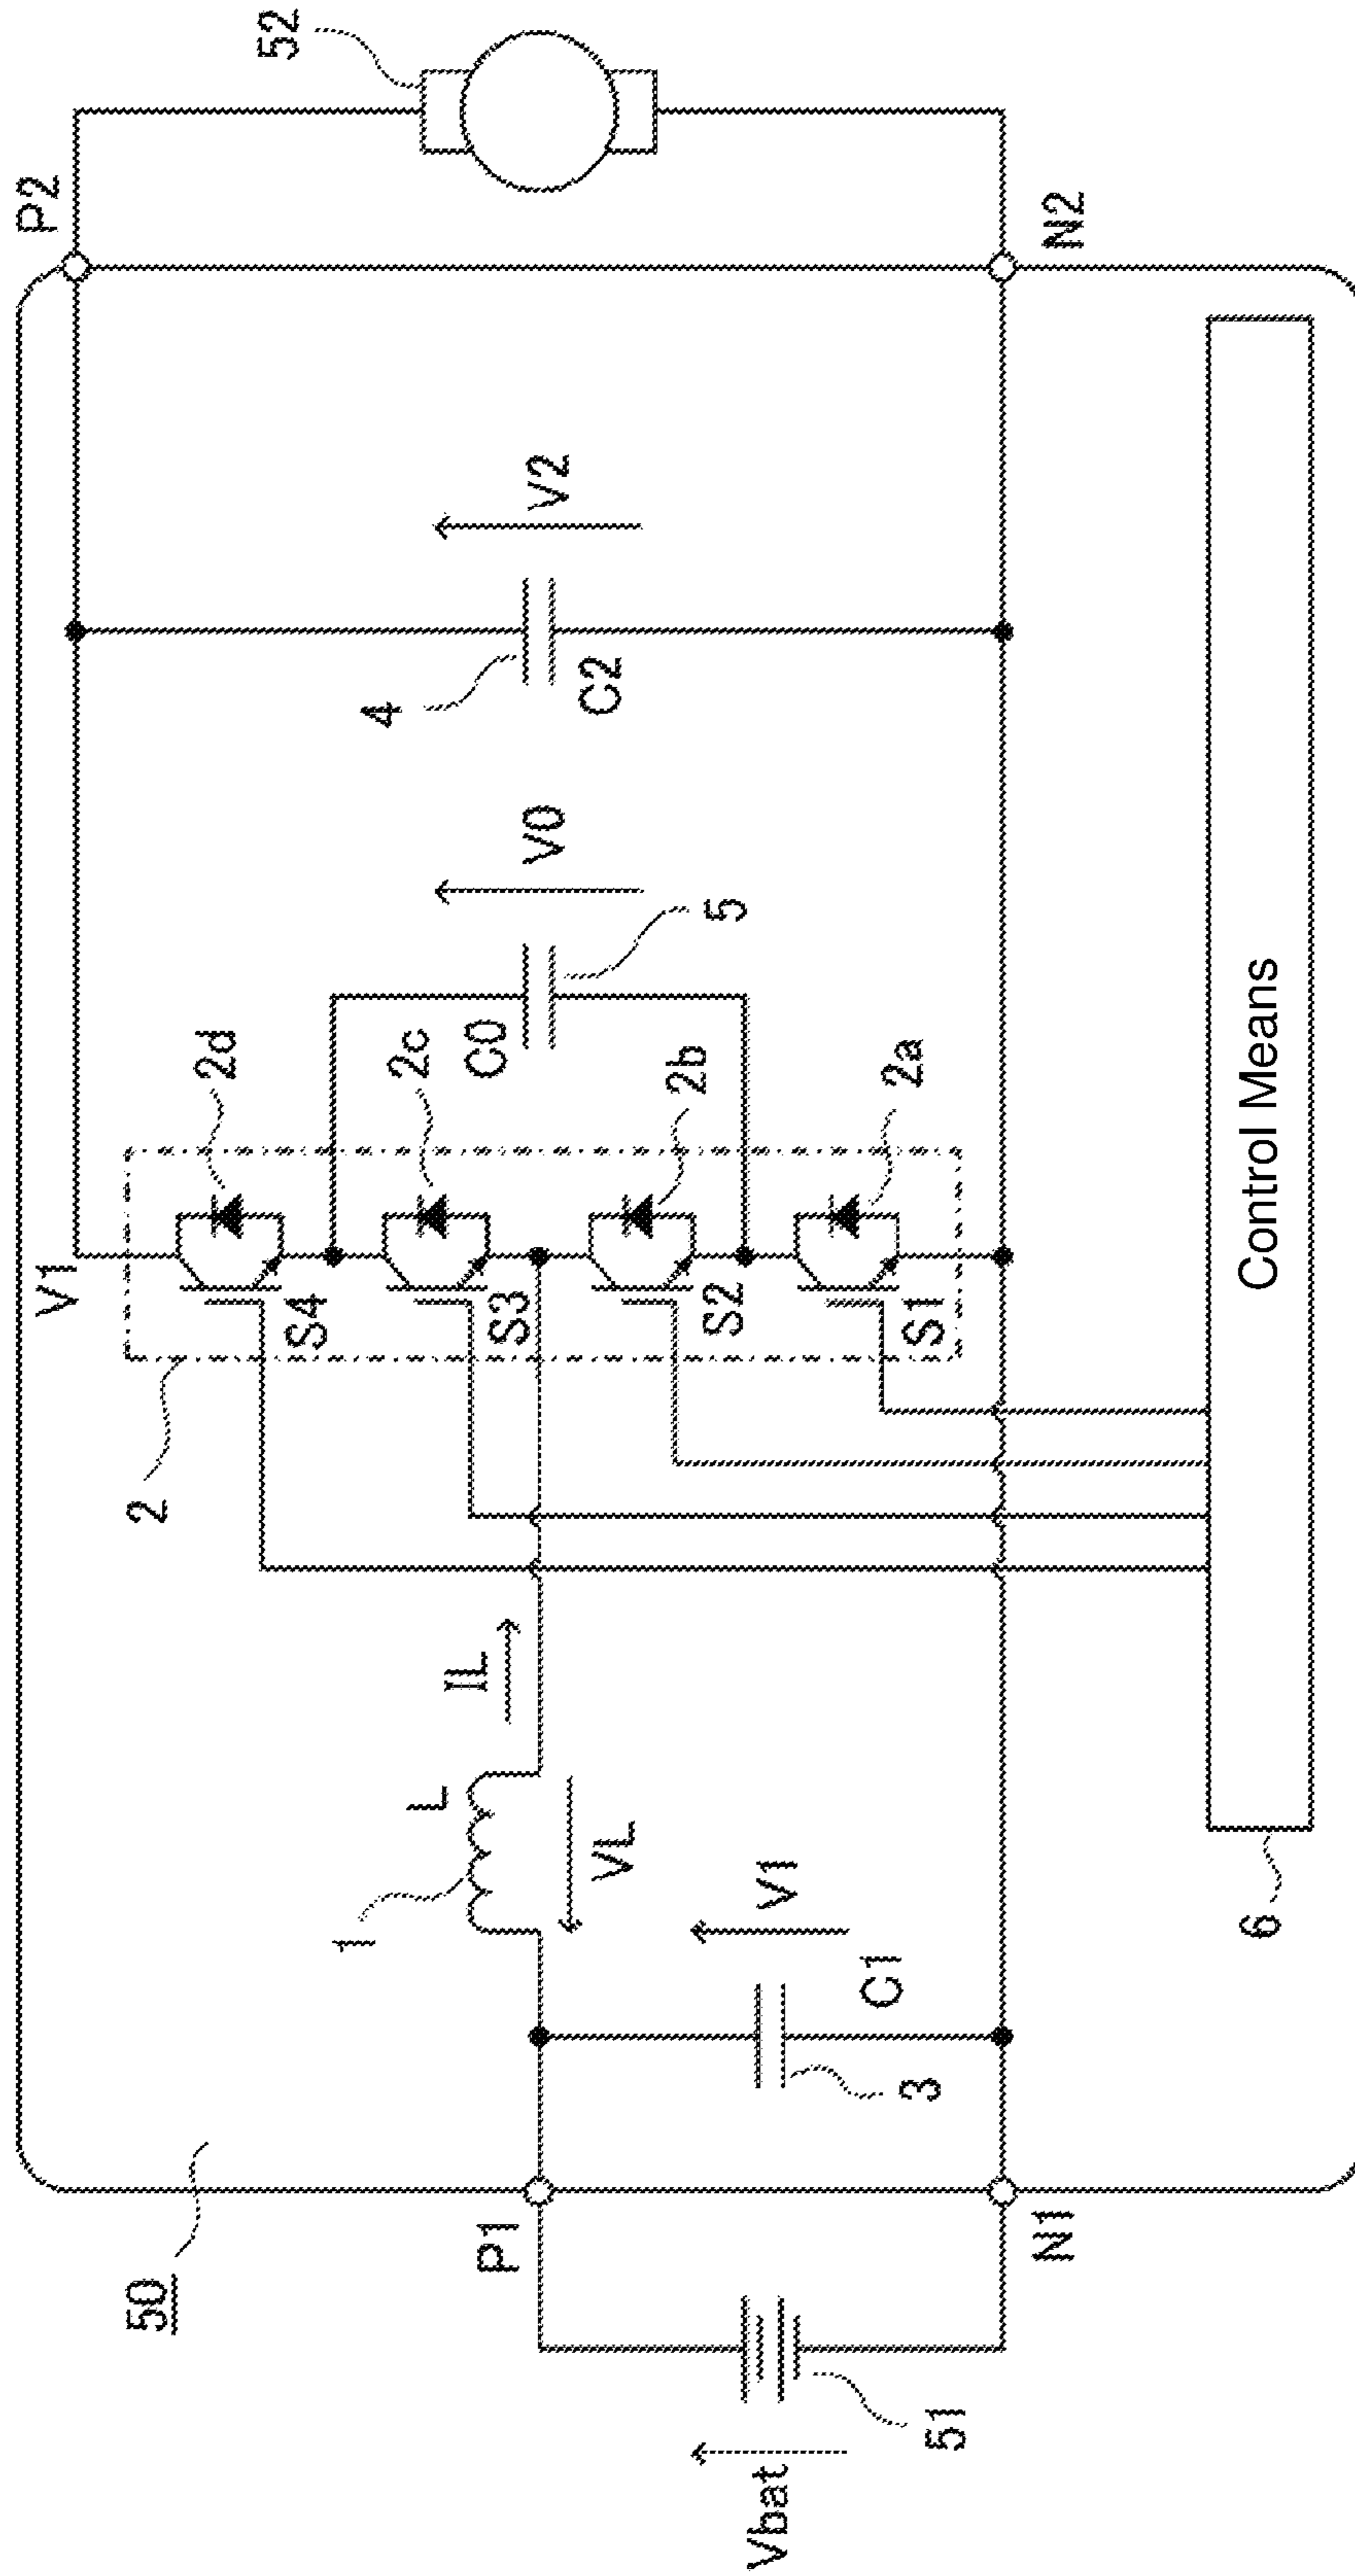 50
Vbat
51
P1
N1
1
L
VL
IL
V1
C1
3
2
V1
S4
S3
S2
S1
2d
2c
2b
2a
C0
5
V0
4
C2
V2
P2
N2
52
6
Control Means